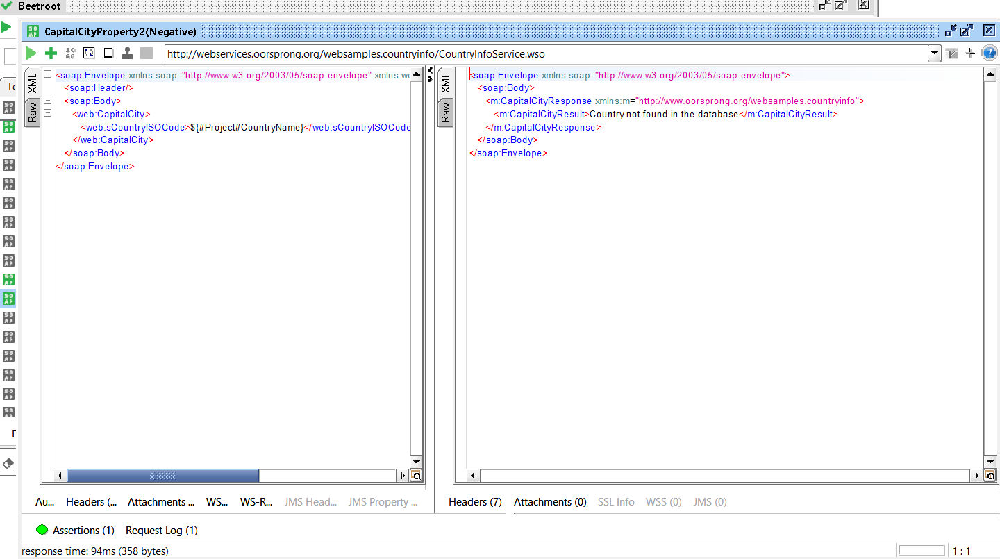 Beetroot
CapitalCityProperty2(Negative)
http://webservices.oorsprong.org/websamples.countryinfo/CountryInfoService.wso
XML
Raw
<soap:Envelope xmlns:soap="http://www.w3.org/2003/05/soap-envelope" xmlns:we
<soap:Header/>
<soap:Body>
<web:CapitalCity>
<web:sCountryISOCode>${#Project#CountryName}</web:sCountryISOCode
</web:CapitalCity>
</soap:Body>
</soap:Envelope>
XML
Raw
<soap:Envelope xmlns:soap="http://www.w3.org/2003/05/soap-envelope">
<soap:Body>
<m:CapitalCityResponse xmlns:m="http://www.oorsprong.org/websamples.countryinfo">
<m:CapitalCityResult>Country not found in the database</m:CapitalCityResult>
</m:CapitalCityResponse>
</soap:Body>
</soap:Envelope>
Te
D
Au... Headers (... Attachments ... WS... WS-R... JMS Head... JMS Property ...
Headers (7) Attachments (0) SSL Info WSS (0) JMS (0)
Assertions (1) Request Log (1)
response time: 94ms (358 bytes)
1 : 1